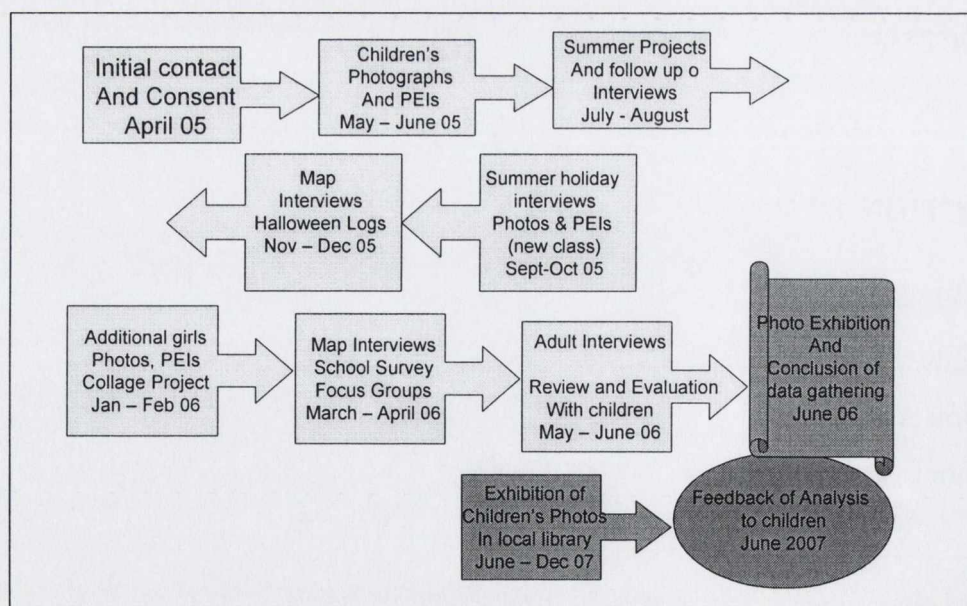 Initial contact
And Consent
April 05
Children's
Photographs
And PEIs
May – June 05
Summer Projects
And follow up o
Interviews
July - August
Map
Interviews
Halloween Logs
Nov – Dec 05
Summer holiday
interviews
Photos & PEIs
(new class)
Sept-Oct 05
Additional girls
Photos, PEIs
Collage Project
Jan – Feb 06
Map Interviews
School Survey
Focus Groups
March – April 06
Adult Interviews
Review and Evaluation
With children
May – June 06
Photo Exhibition
And
Conclusion of
data gathering
June 06
Exhibition of
Children's Photos
In local library
June – Dec 07
Feedback of Analysis
to children
June 2007